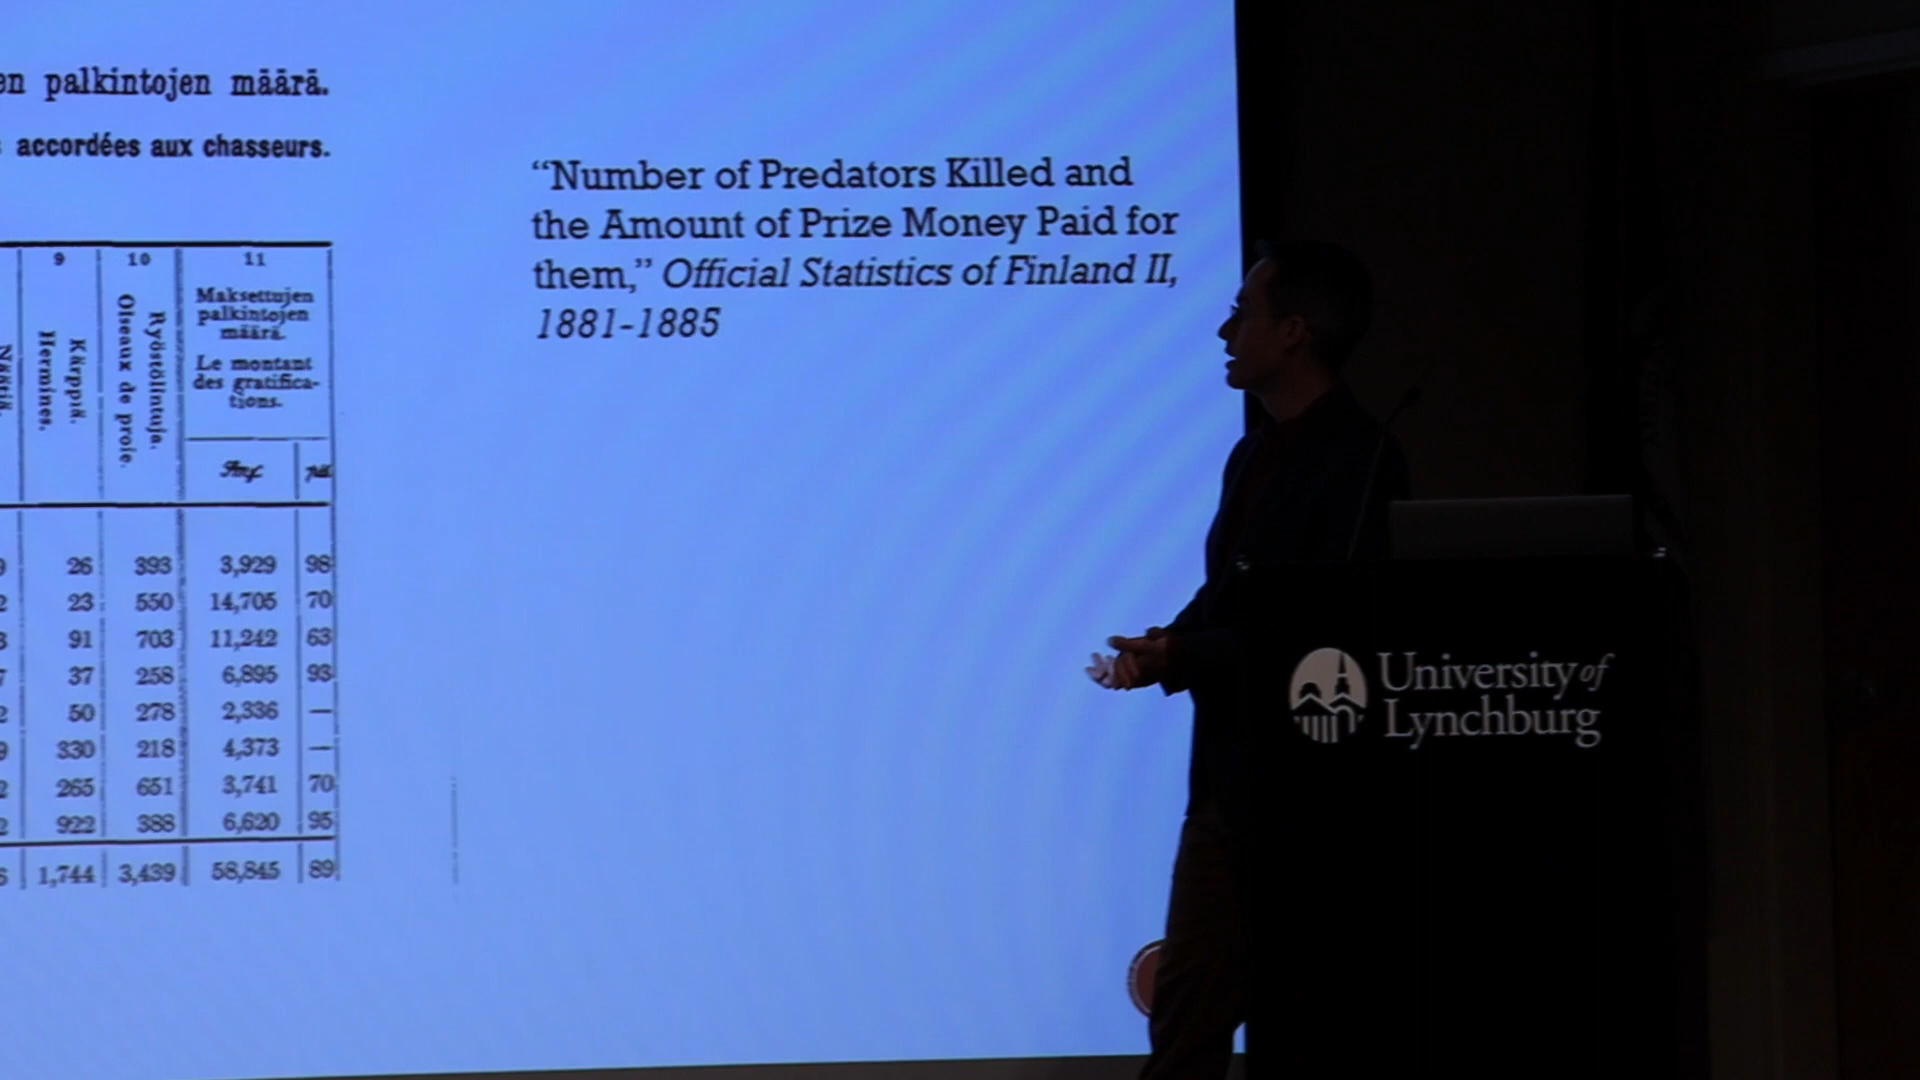 en palkintojen määrä.
accordées aux chasseurs.
“Number of Predators Killed and
the Amount of Prize Money Paid for
them,” Official Statistics of Finland II,
1881-1885
9 10 11
Kärppiä.
Hermines.
Ryöstölintuja.
Oiseaux de proie.
Maksettujen
palkintojen
määrä.
Le montant
des gratifica-
tions.
26 393 3,929 98
23 550 14,705 70
91 703 11,242 63
37 258 6,895 93
50 278 2,336 —
330 218 4,373 —
265 651 3,741 70
922 388 6,620 95
1,744 3,439 58,845 89
University of
Lynchburg